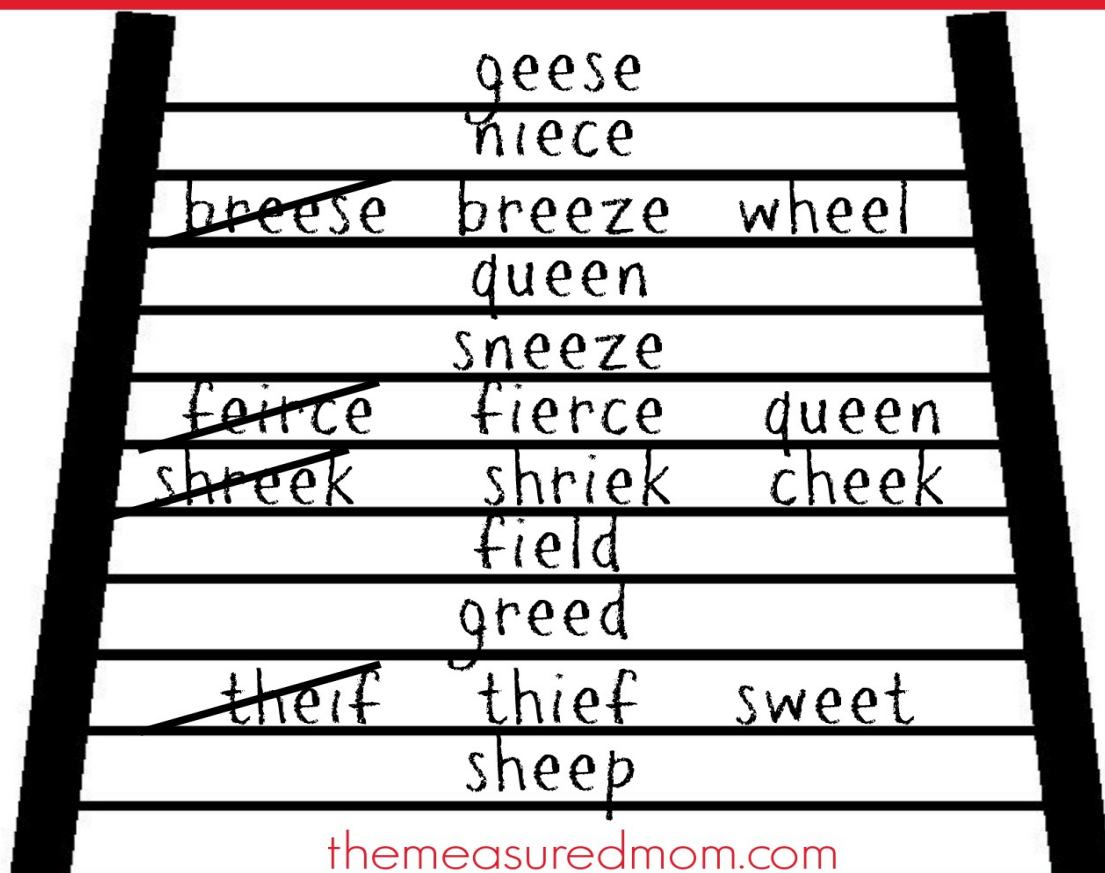 geese
niece
breese breeze wheel
queen
sneeze
feirce fierce queen
shreek shriek cheek
field
greed
theif thief sweet
sheep
themeasuredmom.com